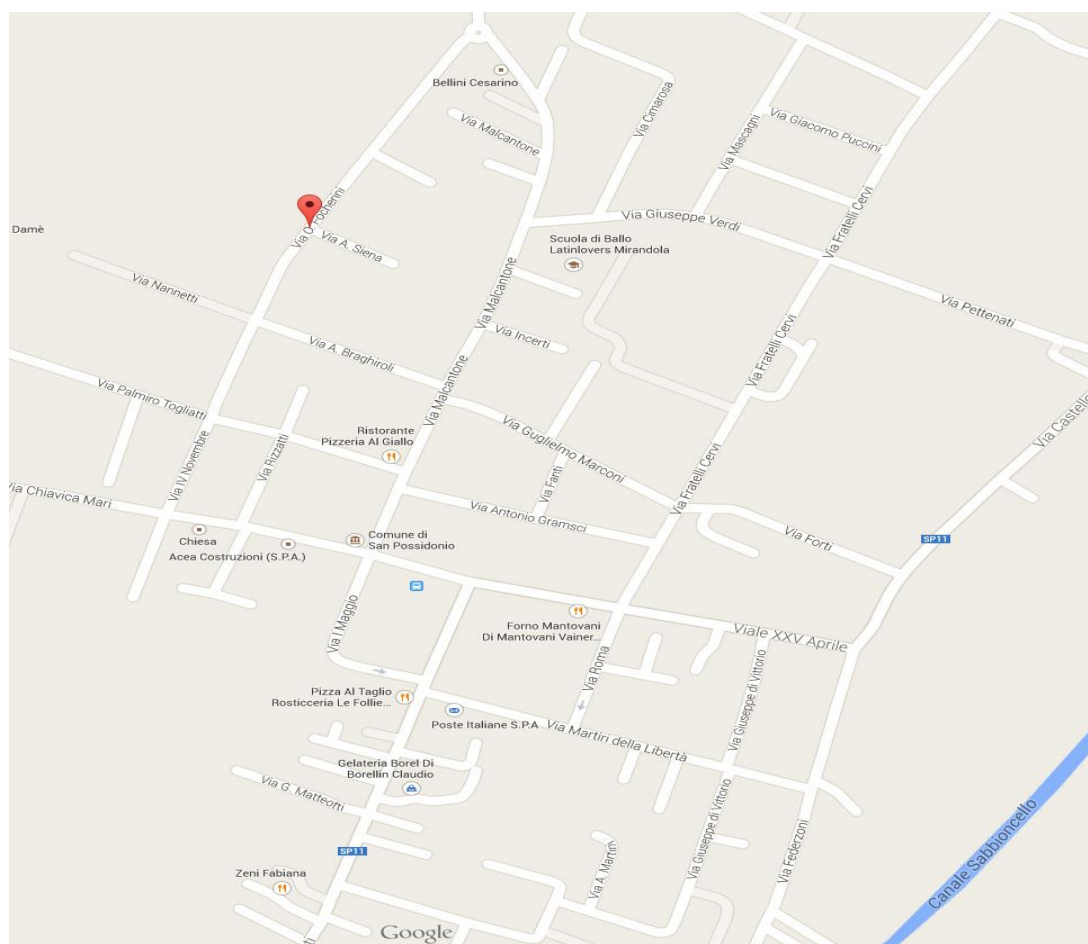 Bellini Cesarino
Via Cimarosa
Via Malcantone
Via Mascagni
Via Giacomo Puccini
Via O. Focherini
Via Giuseppe Verdi
Via Fratelli Cervi
Damè
Via A. Siena
Scuola di Ballo
Latinlovers Mirandola
Via Nannetti
Via Malcantone
Via Pettenati
Via Incerti
Via A. Braghiroli
Via Fratelli Cervi
Via Palmiro Togliatti
Via Malcantone
Via Castello
Ristorante
Pizzeria Al Giallo
Via Rizzatti
Via Guglielmo Marconi
Via IV Novembre
Via Fanti
Via Fratelli Cervi
Via Chiavica Mari
Via Antonio Gramsci
Via Forti
Chiesa
Comune di
San Possidonio
SP11
Acea Costruzioni (S.P.A.)
Via I Maggio
Forno Mantovani
Di Mantovani Vainer...
Viale XXV Aprile
Via Roma
Via Giuseppe di Vittorio
Pizza Al Taglio
Rosticceria Le Follie...
Poste Italiane S.P.A
Via Martiri della Libertà
Gelateria Borel Di
Borellin Claudio
Via G. Matteotti
Via Giuseppe di Vittorio
Via Federzoni
Canale Sabbioncello
SP11
Via A. Martini
Zeni Fabiana
Google